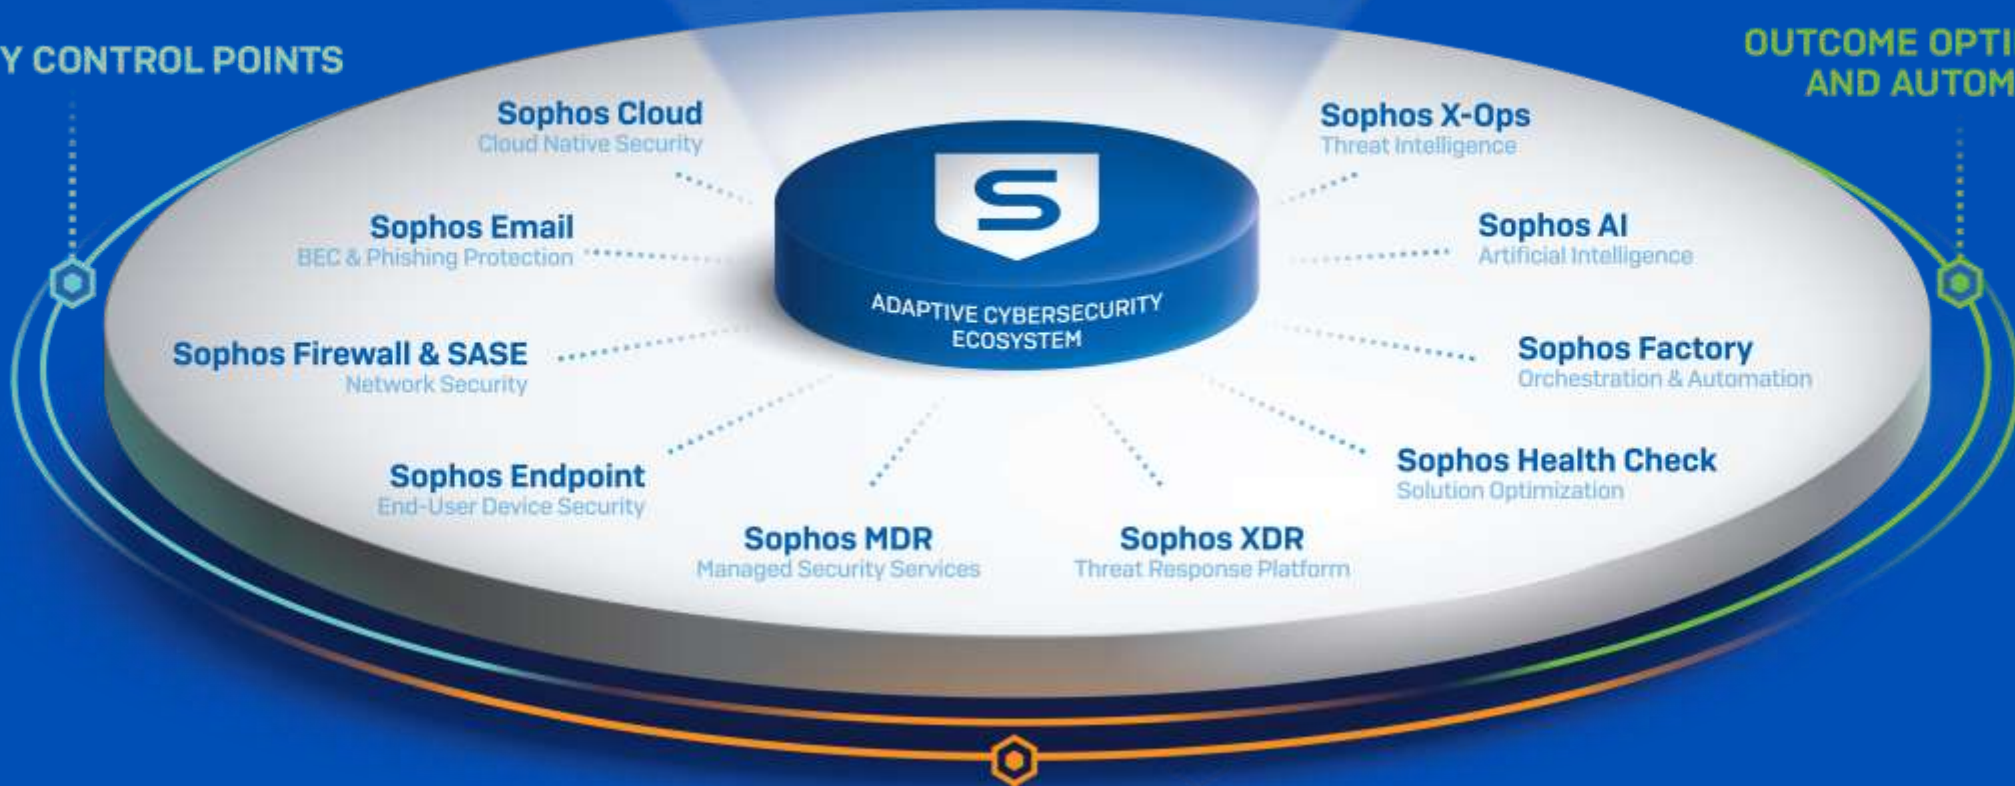 Y CONTROL POINTS
OUTCOME OPTI
AND AUTOM
Sophos Cloud
Cloud Native Security
Sophos Email
BEC & Phishing Protection
Sophos Firewall & SASE
Network Security
Sophos Endpoint
End-User Device Security
Sophos MDR
Managed Security Services
S
ADAPTIVE CYBERSECURITY
ECOSYSTEM
Sophos XDR
Threat Response Platform
Sophos X-Ops
Threat Intelligence
Sophos AI
Artificial Intelligence
Sophos Factory
Orchestration & Automation
Sophos Health Check
Solution Optimization